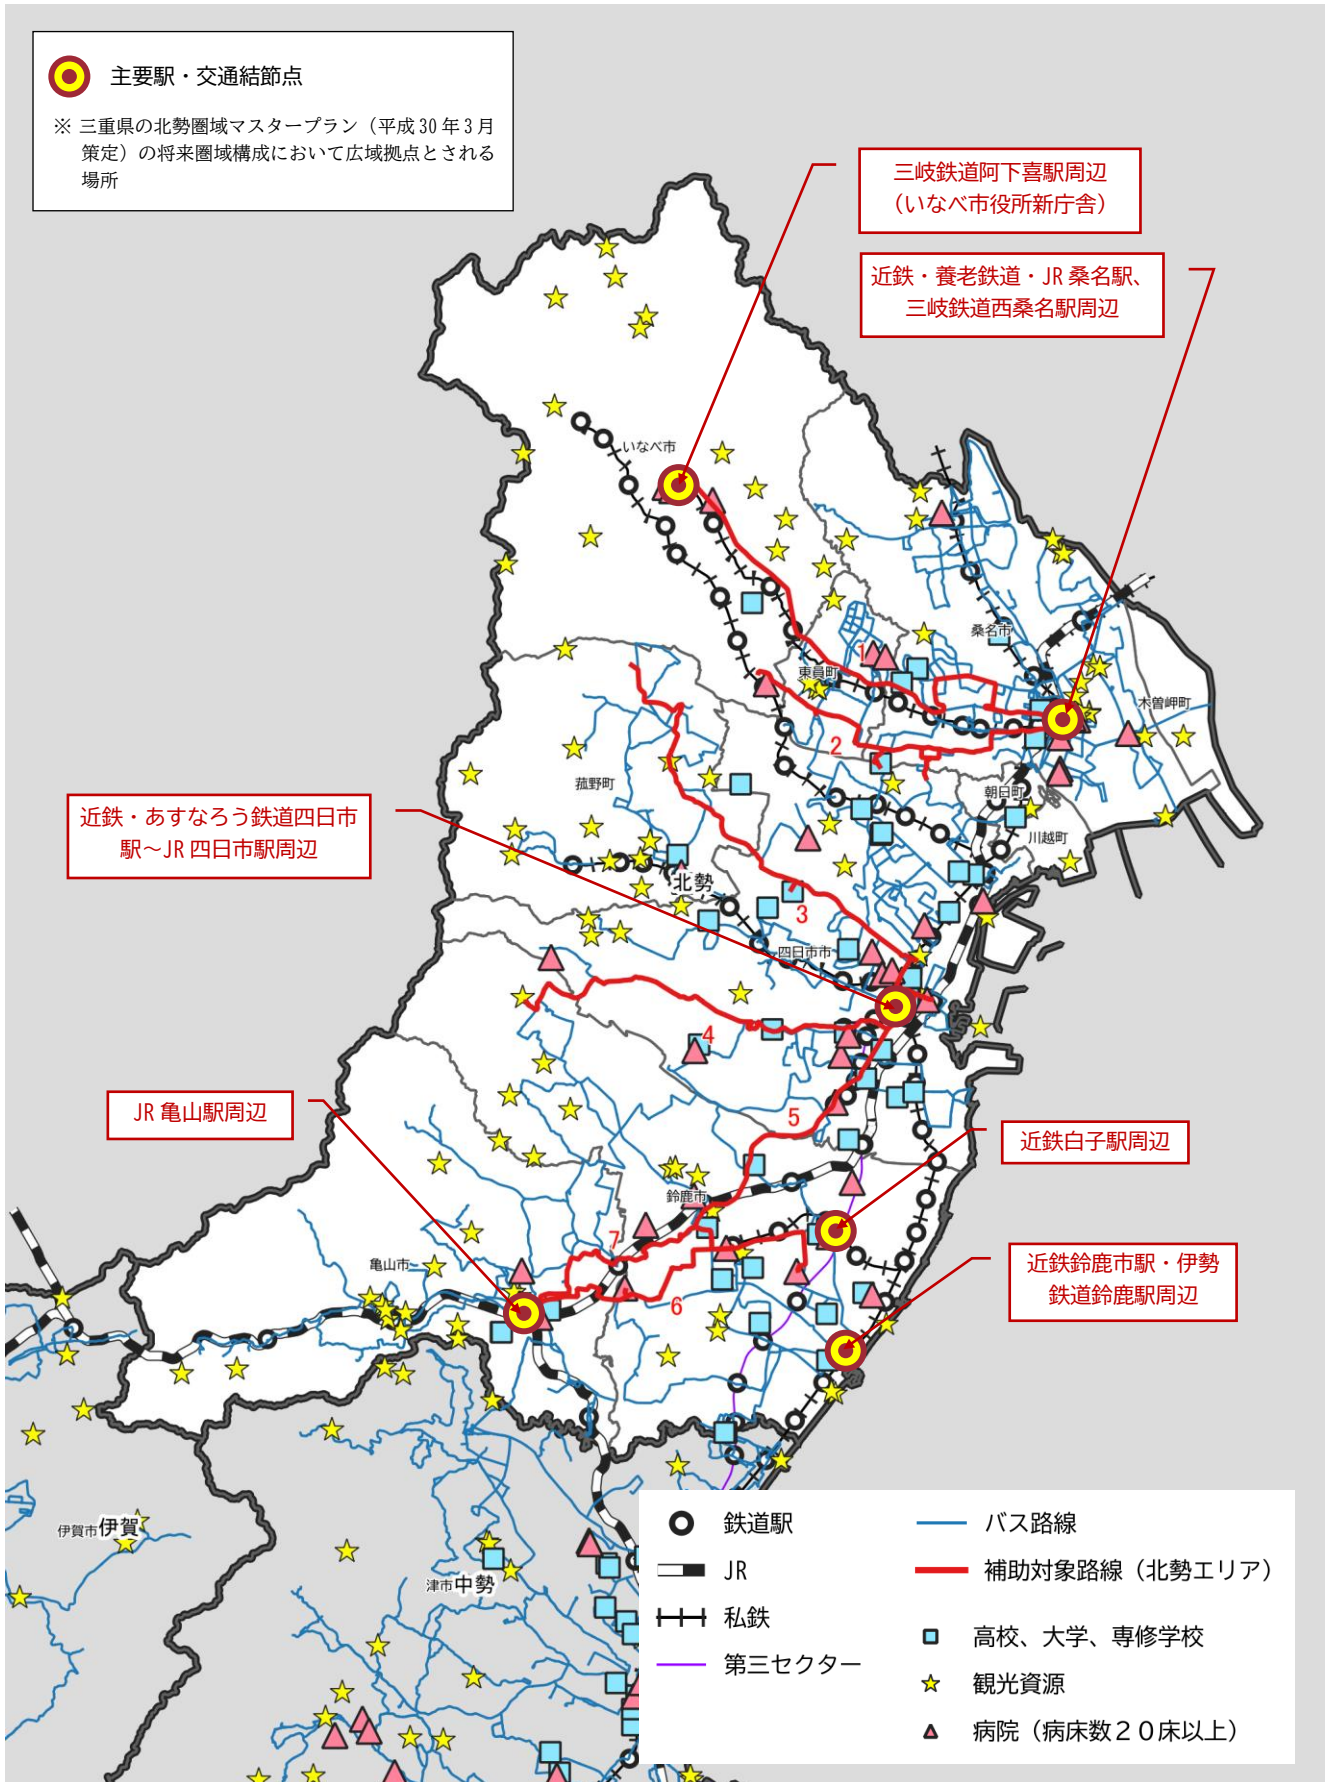 主要駅・交通結節点
※ 三重県の北勢圏域マスタープラン（平成30年3月
策定）の将来圏域構成において広域拠点とされる
場所
三岐鉄道阿下喜駅周辺
（いなべ市役所新庁舎）
近鉄・養老鉄道・JR桑名駅、
三岐鉄道西桑名駅周辺
いなべ市
桑名市
1
東員町
木曽岬町
2
菰野町
朝日町
近鉄・あすなろう鉄道四日市
駅～JR四日市駅周辺
川越町
北勢
3
四日市市
4
JR亀山駅周辺
5
近鉄白子駅周辺
鈴鹿市
7
亀山市
近鉄鈴鹿市駅・伊勢
鉄道鈴鹿駅周辺
6
伊賀市伊賀
津市中勢
鉄道駅
JR
私鉄
第三セクター
バス路線
補助対象路線（北勢エリア）
高校、大学、専修学校
観光資源
病院（病床数２０床以上）